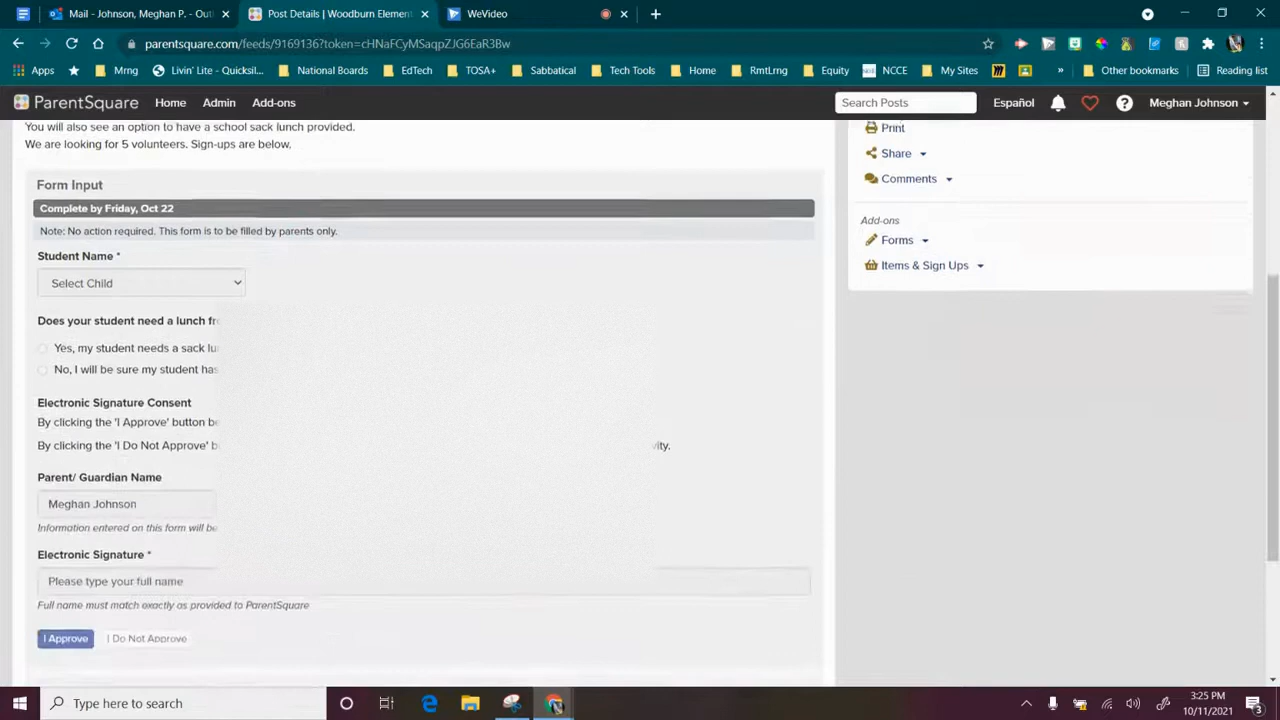 Mail - Johnson, Meghan P. - Outl
Post Details | Woodburn Element
WeVideo
parentsquare.com/feeds/9169136?token=cHNaFCyMSaqpZJG6EaR3Bw
Apps
Mrng
Livin' Lite - Quicksil...
National Boards
EdTech
TOSA+
Sabbatical
Tech Tools
Home
RmtLrng
Equity
NCCE
My Sites
»
Other bookmarks
Reading list
ParentSquare
Home
Admin
Add-ons
Search Posts
Español
Meghan Johnson
You will also see an option to have a school sack lunch provided.
We are looking for 5 volunteers. Sign-ups are below,
Form Input
Complete by Friday, Oct 22
Note: No action required. This form is to be filled by parents only.
Student Name *
Select Child
Does your student need a lunch fr
Yes, my student needs a sack lu
No, I will be sure my student has
Electronic Signature Consent
By clicking the 'I Approve' button be
By clicking the 'I Do Not Approve' b vity.
Parent/ Guardian Name
Meghan Johnson
Information entered on this form will be
Electronic Signature *
Please type your full name
Full name must match exactly as provided to ParentSquare
I Approve
I Do Not Approve
Print
Share
Comments
Add-ons
Forms
Items & Sign Ups
Type here to search
3:25 PM
10/11/2021
3